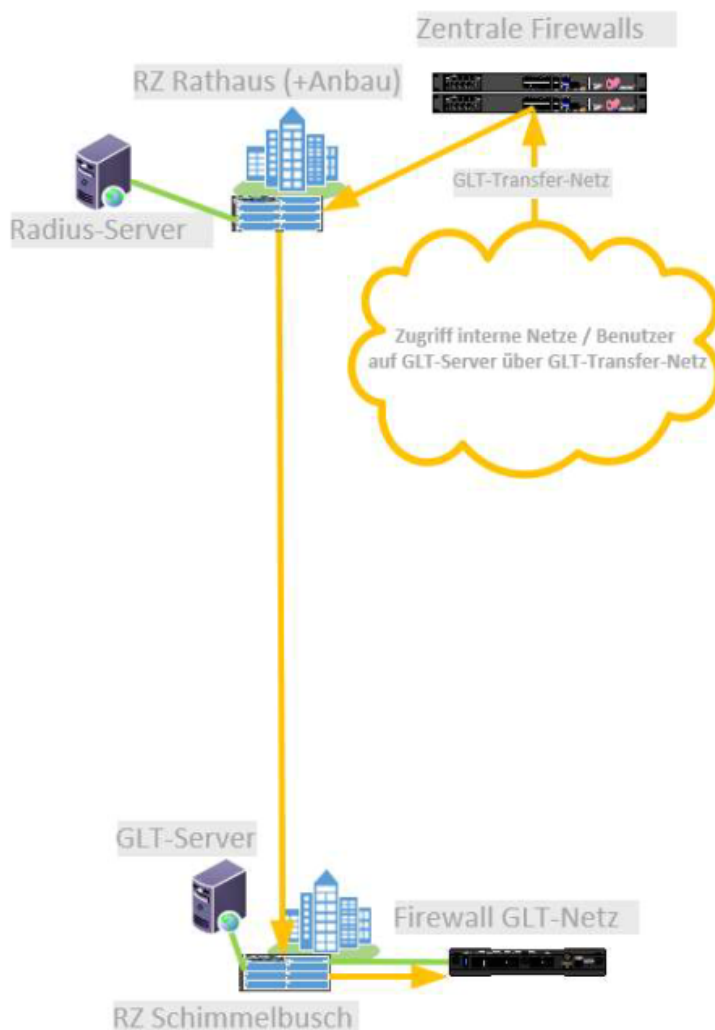 Zentrale Firewalls
RZ Rathaus (+Anbau)
GLT-Transfer-Netz
Radius-Server
Zugriff interne Netze / Benutzer
auf GLT-Server über GLT-Transfer-Netz
GLT-Server
Firewall GLT-Netz
RZ Schimmelbusch